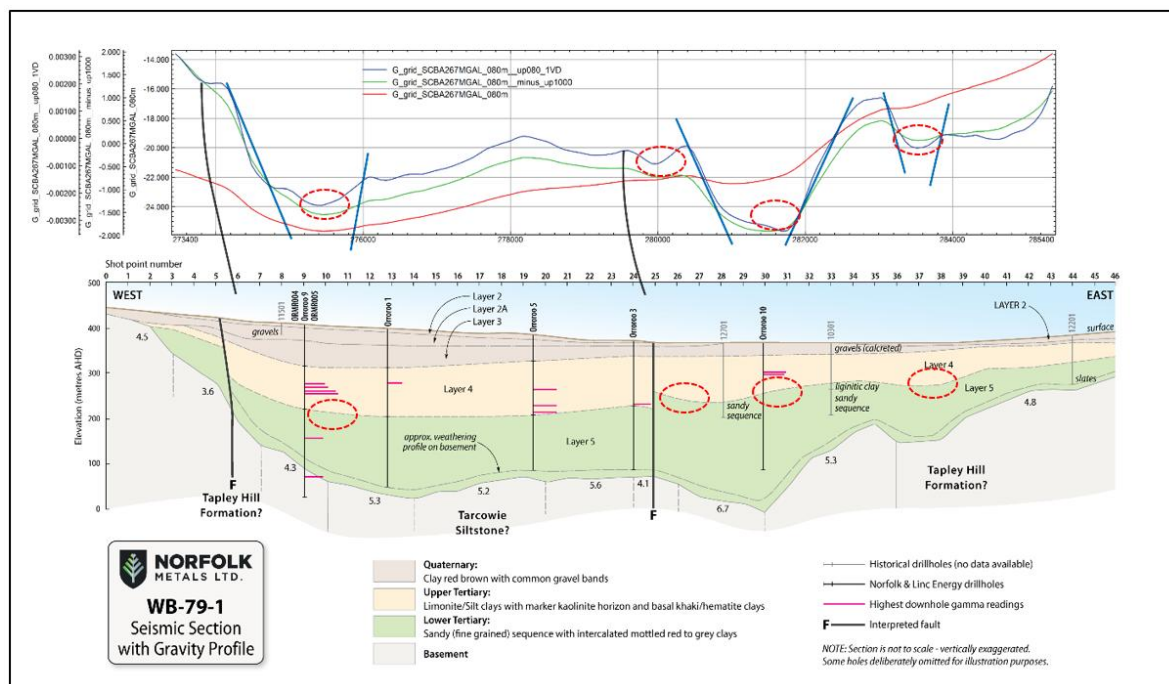 G_grid_SCBA267MGAL_080m__up080_1VD
G_grid_SCBA267MGAL_080m__minus_up1000
G_grid_SCBA267MGAL_080m
0.00300
0.00200
0.00100
0.00000
-0.00100
-0.00200
-0.00300
2.000
1.500
1.000
0.500
0.000
-0.500
-1.000
-1.500
-2.000
-14.000
-16.000
-18.000
-20.000
-22.000
-24.000
G_grid_SCBA267MGAL_080m__up080_1VD
G_grid_SCBA267MGAL_080m__minus_up1000
G_grid_SCBA267MGAL_080m
273400 276000 278000 280000 282000 284000 285400
Shot point number
0 1 2 3 4 5 6 7 8 9 10 11 12 13 14 15 16 17 18 19 20 21 22 23 24 25 26 27 28 29 30 31 32 33 34 35 36 37 38 39 40 41 42 43 44 45 46
500
400
300
200
100
0
Elevation (metres AHD)
WEST
EAST
11501
ORMR004
Orroroo 9
ORMR005
Orroroo 1
Layer 2
Layer 2A
Layer 3
Orroroo 5
Orroroo 3
12701
Orroroo 10
10381
LAYER 2
12201
surface
gravels
gravels (calcreted)
Layer 4
Layer 4
Layer 5
slates
lignitic clay
sandy
sequence
sandy
sequence
approx. weathering
profile on basement
Layer 5
4.5
3.6
4.3
5.3
5.2
5.6
4.1
6.7
5.3
4.8
F
F
Tapley Hill
Formation?
Tarcowie
Siltstone?
Tapley Hill
Formation?
NORFOLK
METALS LTD.
WB-79-1
Seismic Section
with Gravity Profile
Quaternary:
Clay red brown with common gravel bands
Upper Tertiary:
Limonite/Silt clays with marker kaolinite horizon and basal khaki/hematite clays
Lower Tertiary:
Sandy (fine grained) sequence with intercalated mottled red to grey clays
Basement
Historical drillholes (no data available)
Norfolk & Linc Energy drillholes
Highest downhole gamma readings
F Interpreted fault
NOTE: Section is not to scale - vertically exaggerated.
Some holes deliberately omitted for illustration purposes.